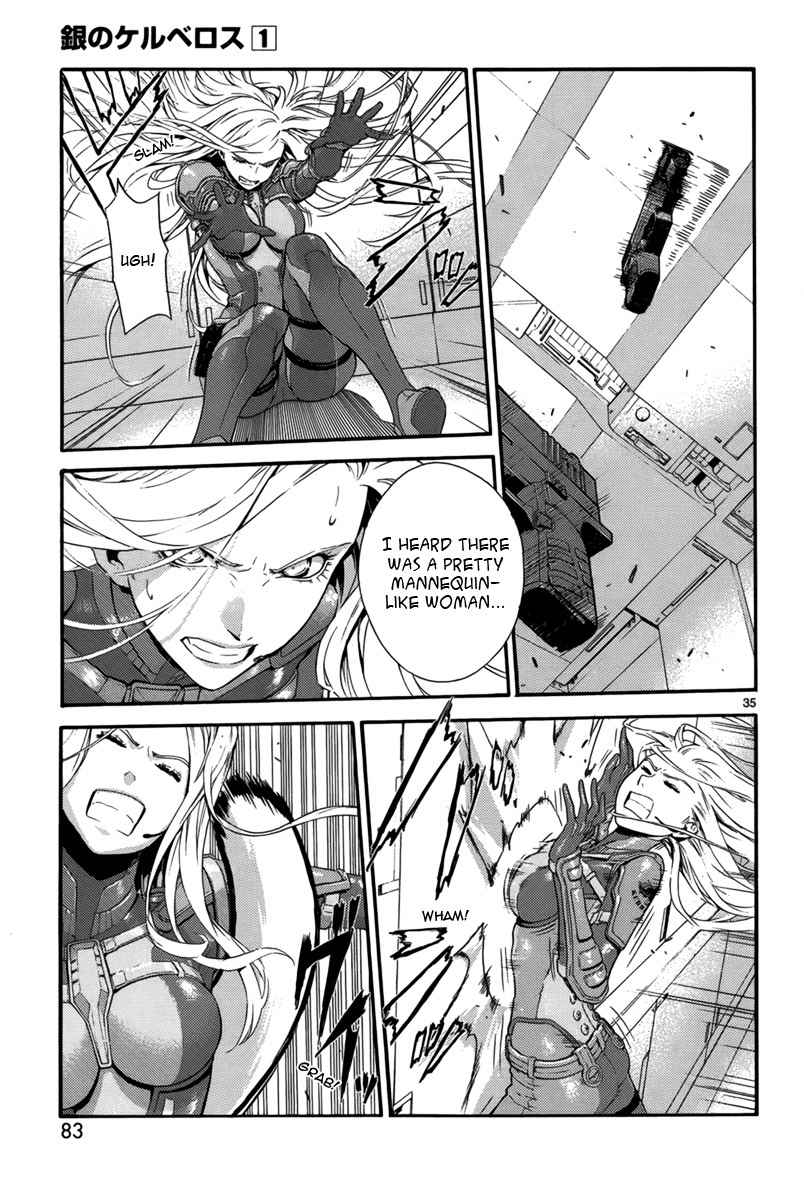 銀のケルベロス 1
SLAM!
UGH!
I HEARD THERE
WAS A PRETTY
MANNEQUIN-
LIKE WOMAN...
35
WHAM!
GRAB!
83